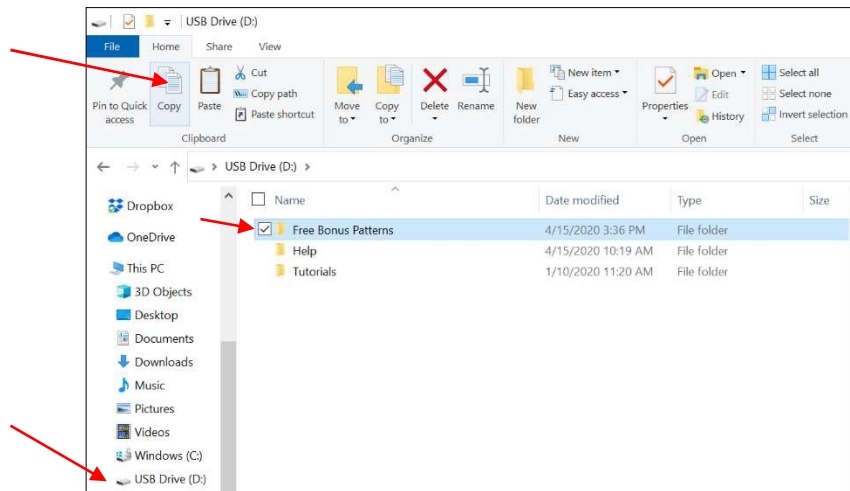 USB Drive (D:)
File Home Share View
Pin to Quick access
Copy
Paste
Cut
Copy path
Paste shortcut
Clipboard
Move to
Copy to
Delete
Rename
Organize
New folder
New item
Easy access
New
Properties
Open
Edit
History
Open
Select all
Select none
Invert selection
Select
USB Drive (D:)
Name Date modified Type Size
Free Bonus Patterns 4/15/2020 3:36 PM File folder
Help 4/15/2020 10:19 AM File folder
Tutorials 1/10/2020 11:20 AM File folder
Dropbox
OneDrive
This PC
3D Objects
Desktop
Documents
Downloads
Music
Pictures
Videos
Windows (C:)
USB Drive (D:)